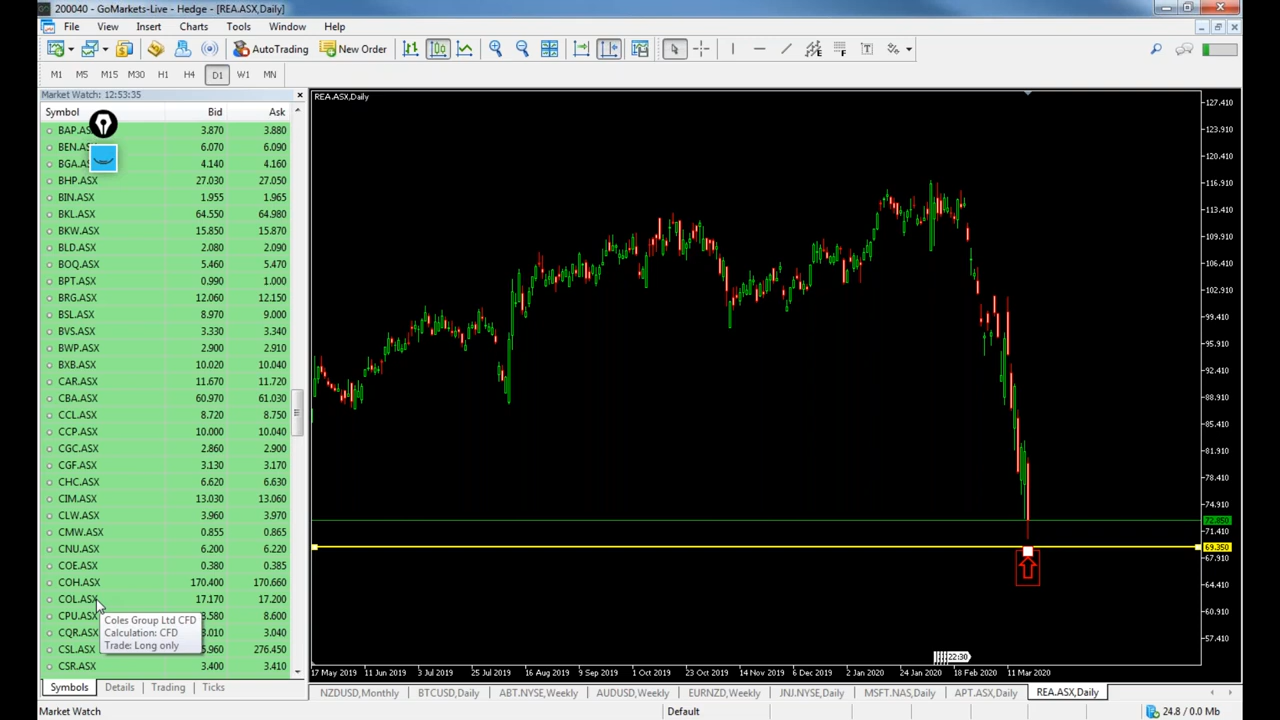 200040 - GoMarkets-Live - Hedge - [REA.ASX,Daily]
File View Insert Charts Tools Window Help
AutoTrading New Order
M1 M5 M15 M30 H1 H4 D1 W1 MN
Market Watch: 12:53:35
Symbol Bid Ask
BAP.AS 3.870 3.880
BEN.A 6.070 6.090
BGA.A 4.140 4.160
BHP.ASX 27.030 27.050
BIN.ASX 1.955 1.965
BKL.ASX 64.550 64.980
BKW.ASX 15.850 15.870
BLD.ASX 2.080 2.090
BOQ.ASX 5.460 5.470
BPT.ASX 0.990 1.000
BRG.ASX 12.060 12.150
BSL.ASX 8.970 9.000
BVS.ASX 3.330 3.340
BWP.ASX 2.900 2.910
BXB.ASX 10.020 10.040
CAR.ASX 11.670 11.720
CBA.ASX 60.970 61.030
CCL.ASX 8.720 8.750
CCP.ASX 10.000 10.040
CGC.ASX 2.860 2.900
CGF.ASX 3.130 3.170
CHC.ASX 6.620 6.630
CIM.ASX 13.030 13.060
CLW.ASX 3.960 3.970
CMW.ASX 0.855 0.865
CNU.ASX 6.200 6.220
COE.ASX 0.380 0.385
COH.ASX 170.400 170.660
COL.ASX 17.170 17.200
CPU.ASX .580 8.600
CQR.ASX .010 3.040
CSL.ASX 5.960 276.450
CSR.ASX 3.400 3.410
Coles Group Ltd CFD
Calculation: CFD
Trade: Long only
Symbols Details Trading Ticks
REA.ASX,Daily
127.410
123.910
120.410
116.910
113.410
109.910
106.410
102.910
99.410
95.910
92.410
88.910
85.410
81.910
78.410
74.910
72.850
71.410
69.350
64.410
60.910
57.410
22:30
17 May 2019 11 Jun 2019 3 Jul 2019 25 Jul 2019 16 Aug 2019 9 Sep 2019 1 Oct 2019 23 Oct 2019 14 Nov 2019 6 Dec 2019 2 Jan 2020 24 Jan 2020 18 Feb 2020 11 Mar 2020
NZDUSD,Monthly BTCUSD,Daily ABT.NYSE,Weekly AUDUSD,Weekly EURNZD,Weekly JNJ.NYSE,Daily MSFT.NAS,Daily APT.ASX,Daily REA.ASX,Daily
Market Watch Default 24.8 / 0.0 Mb